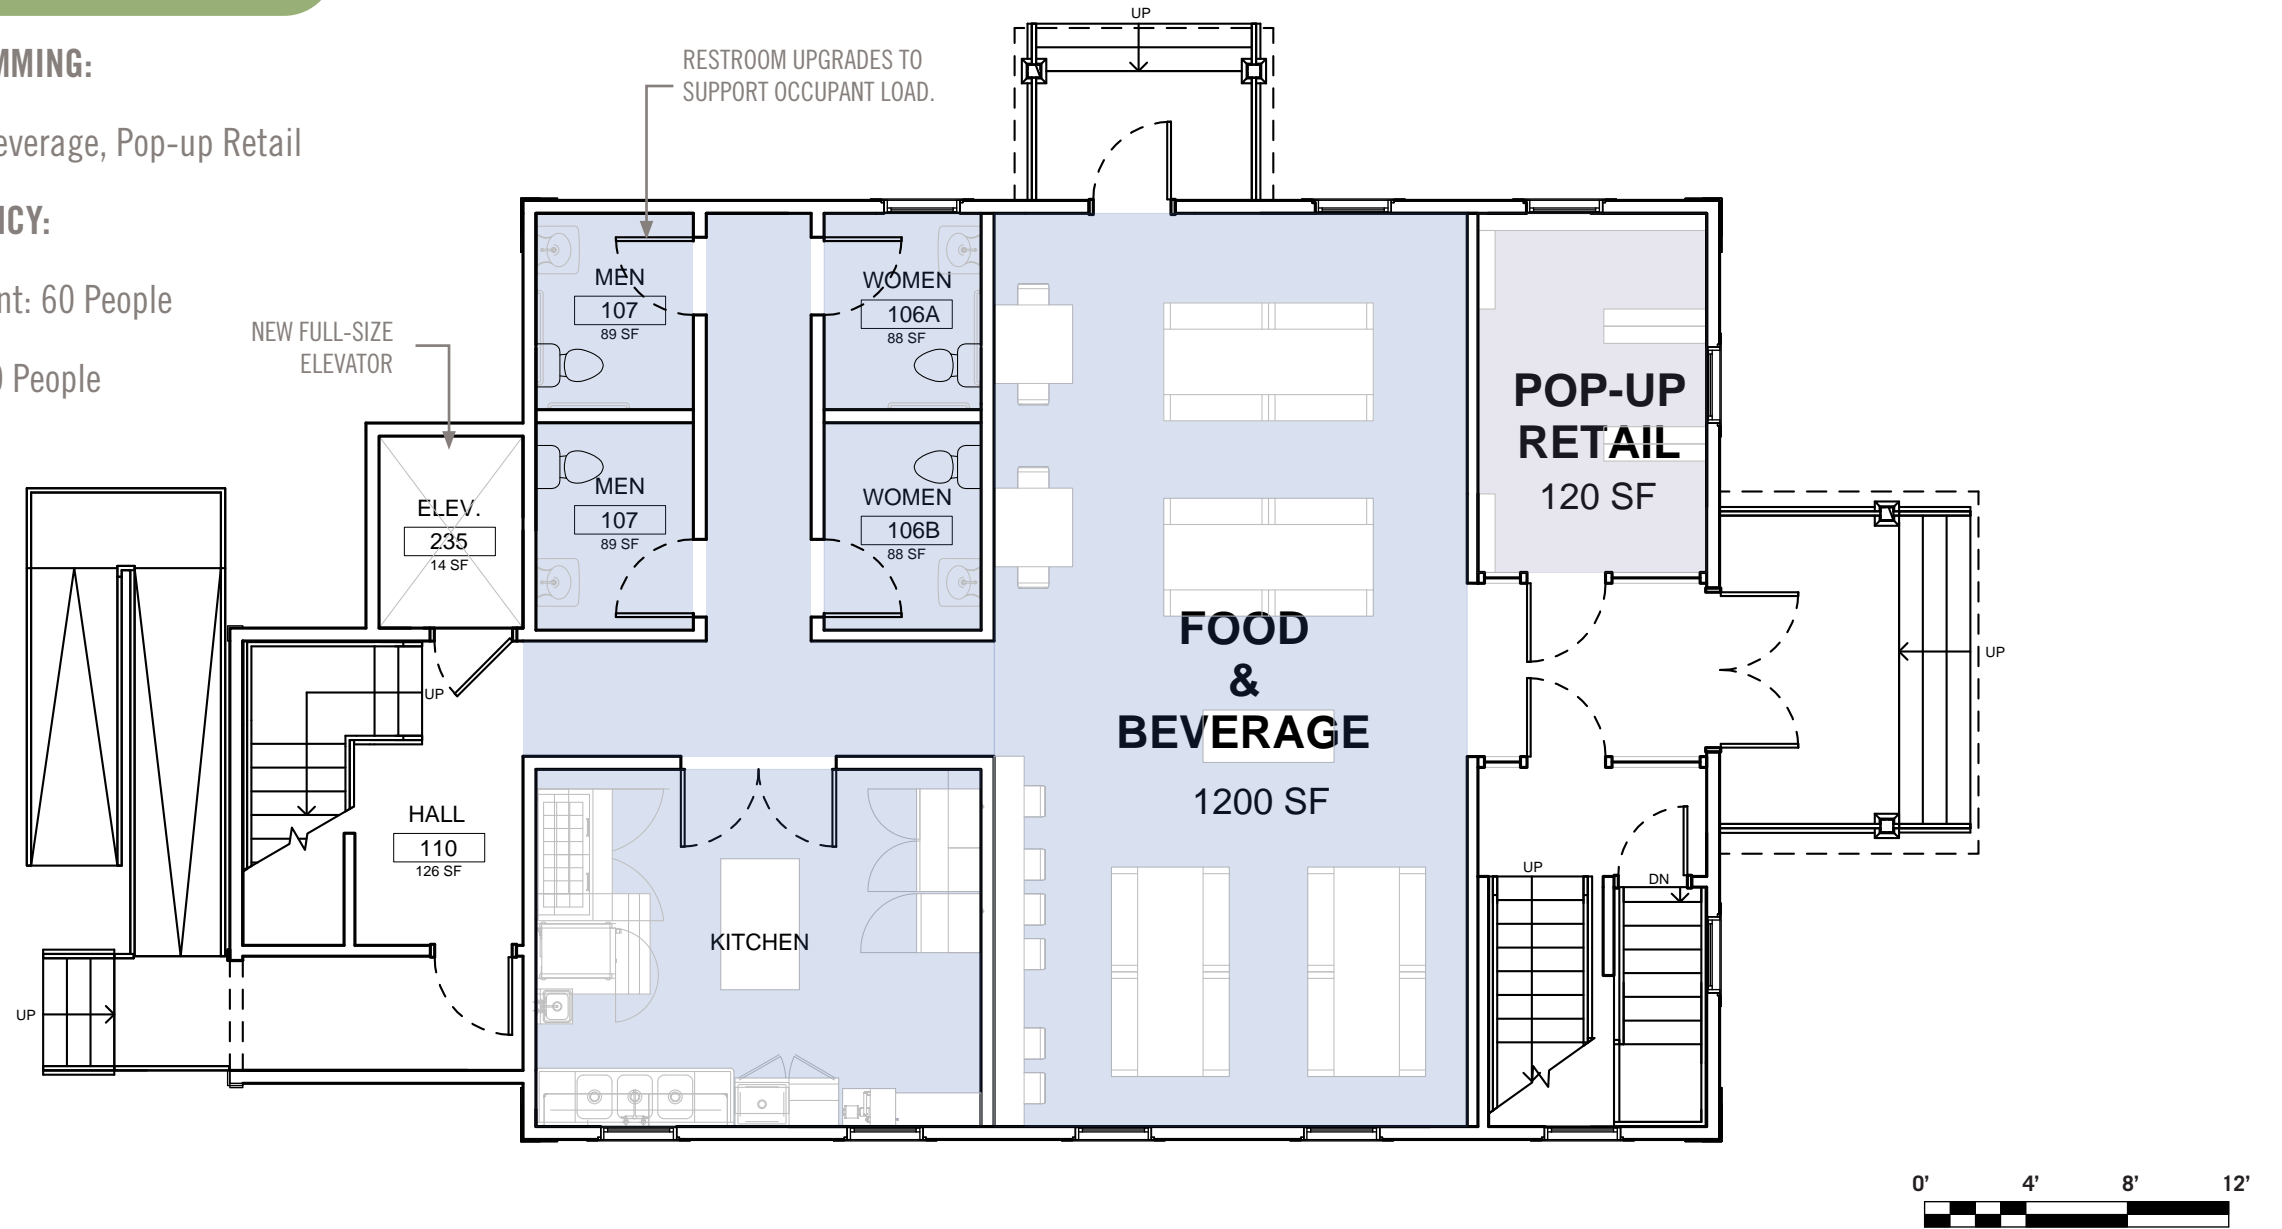 UP
RESTROOM UPGRADES TO
SUPPORT OCCUPANT LOAD.
MMING:
everage, Pop-up Retail
NCY:
nt: 60 People
0 People
NEW FULL-SIZE
ELEVATOR
MEN
107
89 SF
WOMEN
106A
88 SF
MEN
107
89 SF
WOMEN
106B
88 SF
ELEV.
235
14 SF
POP-UP
RETAIL
120 SF
FOOD
&
BEVERAGE
1200 SF
UP
UP
HALL
110
126 SF
KITCHEN
UP
DN
UP
0' 4' 8' 12'